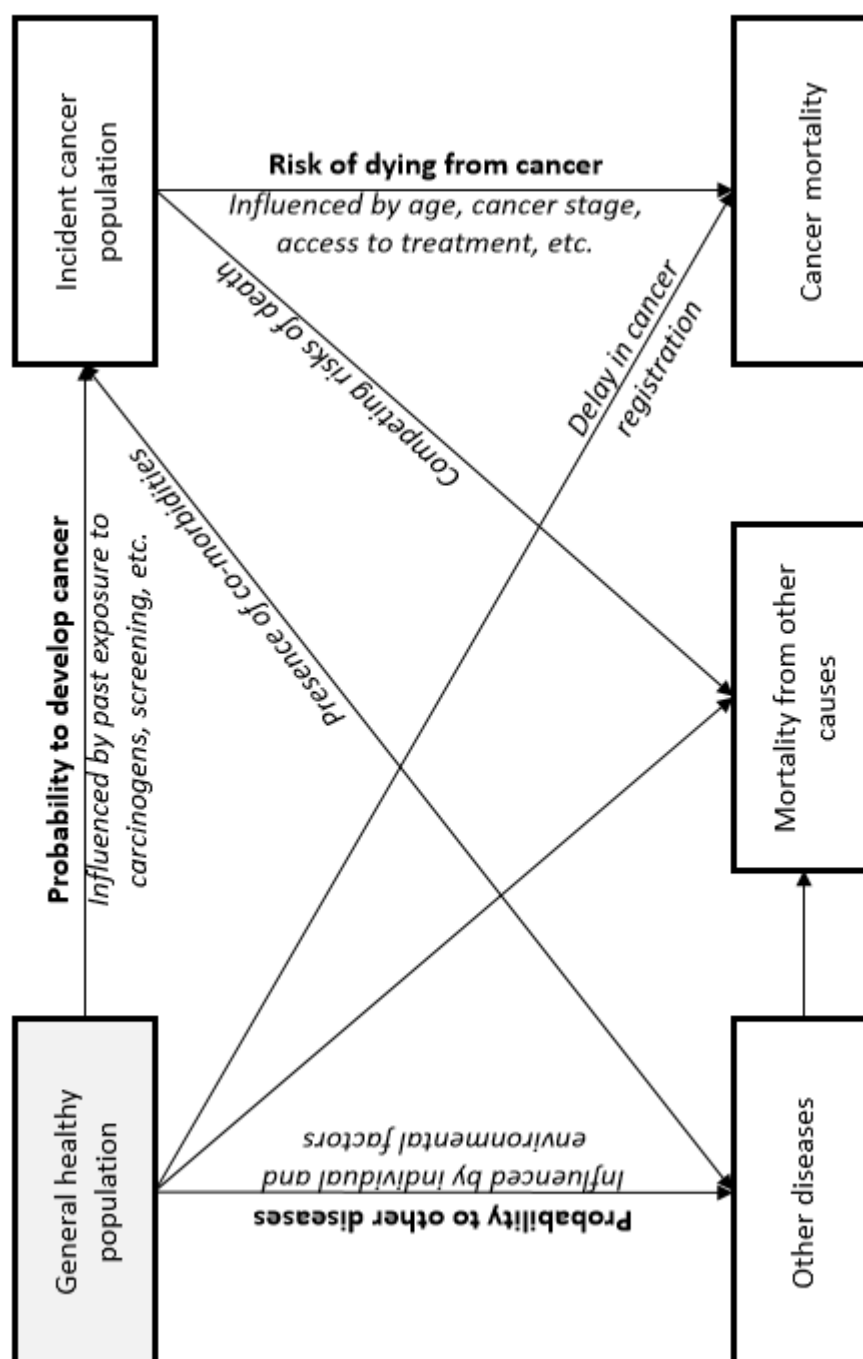 General healthy
population
Probability to develop cancer
Influenced by past exposure to
carcinogens, screening, etc.
Incident cancer
population
Probability to other diseases
Influenced by individual and
environmental factors
Presence of co-morbidities
Competing risks of death
Risk of dying from cancer
Influenced by age, cancer stage,
access to treatment, etc.
Delay in cancer
registration
Other diseases
Mortality from other
causes
Cancer mortality